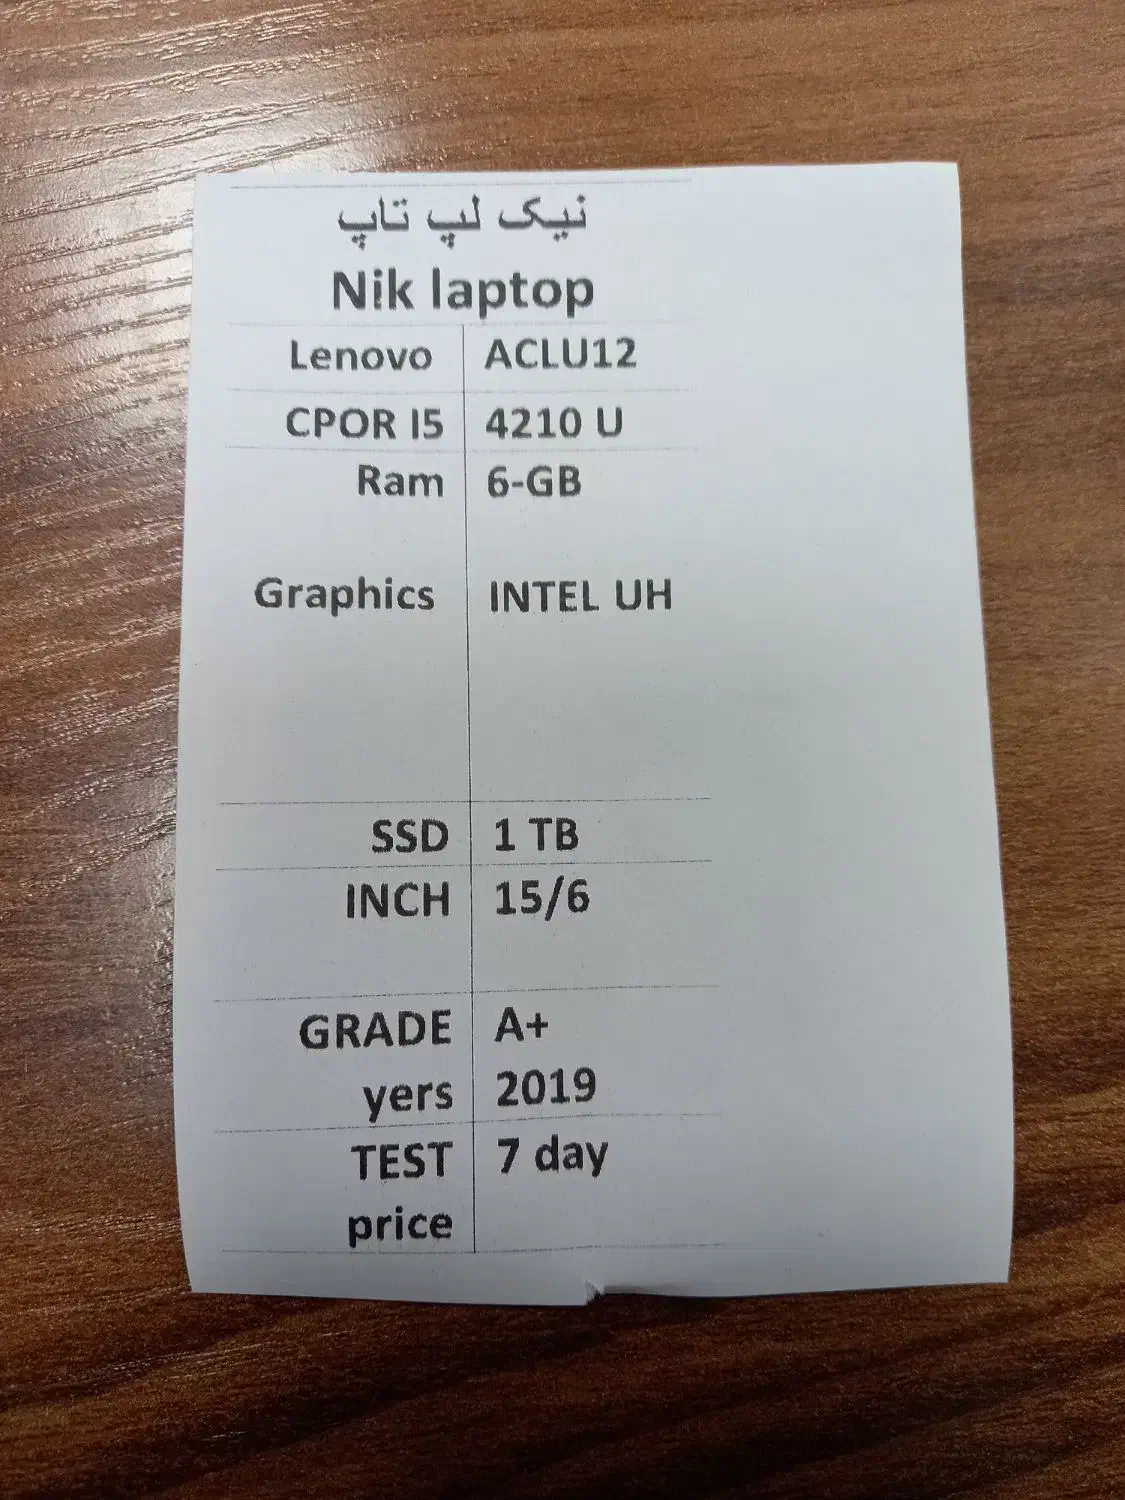 نیک لپ تاپ
Nik laptop
Lenovo ACLU12
CPOR I5 4210 U
Ram 6-GB
Graphics INTEL UH
SSD 1 TB
INCH 15/6
GRADE A+
yers 2019
TEST 7 day
price